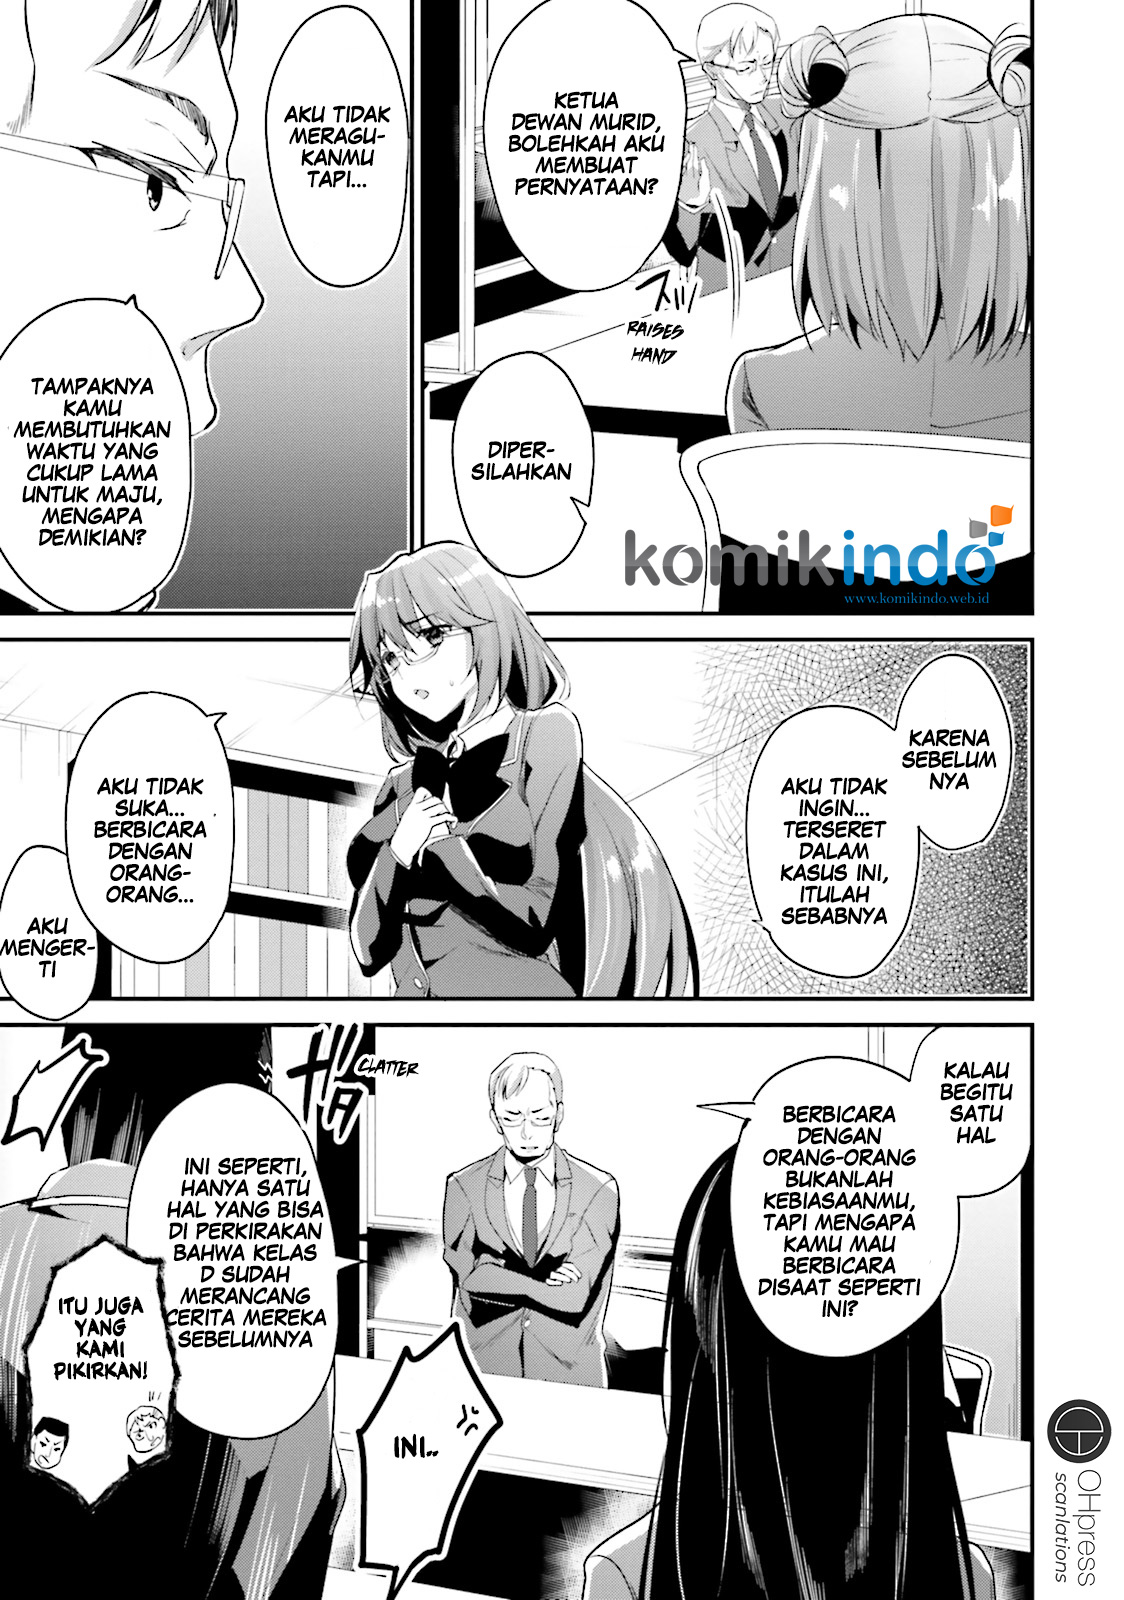 KETUA
DEWAN MURID,
BOLEHKAH AKU
MEMBUAT
PERNYATAAN?
RAISES
HAND
DIPER-
SILAHKAN
AKU TIDAK
MERAGU-
KANMU
TAPI...
TAMPAKNYA
KAMU
MEMBUTUHKAN
WAKTU YANG
CUKUP LAMA
UNTUK MAJU,
MENGAPA
DEMIKIAN?
komikindo
www.komikindo.web.id
KARENA
SEBELUM
NYA
AKU TIDAK
INGIN...
TERSERET
DALAM
KASUS INI,
ITULAH
SEBABNYA
AKU TIDAK
SUKA...
BERBICARA
DENGAN
ORANG-
ORANG...
AKU
MENGER-
TI
KALAU
BEGITU
SATU
HAL
BERBICARA
DENGAN
ORANG-ORANG
BUKANLAH
KEBIASAANMU,
TAPI MENGAPA
KAMU MAU
BERBICARA
DISAAT SEPERTI
INI?
ガタ
CLATTER
INI..
INI SEPERTI,
HANYA SATU
HAL YANG BISA
DI PERKIRAKAN
BAHWA KELAS
D SUDAH
MERANCANG
CERITA MEREKA
SEBELUMNYA
ITU JUGA
YANG
KAMI
PIKIRKAN!
OHpress
scanlations